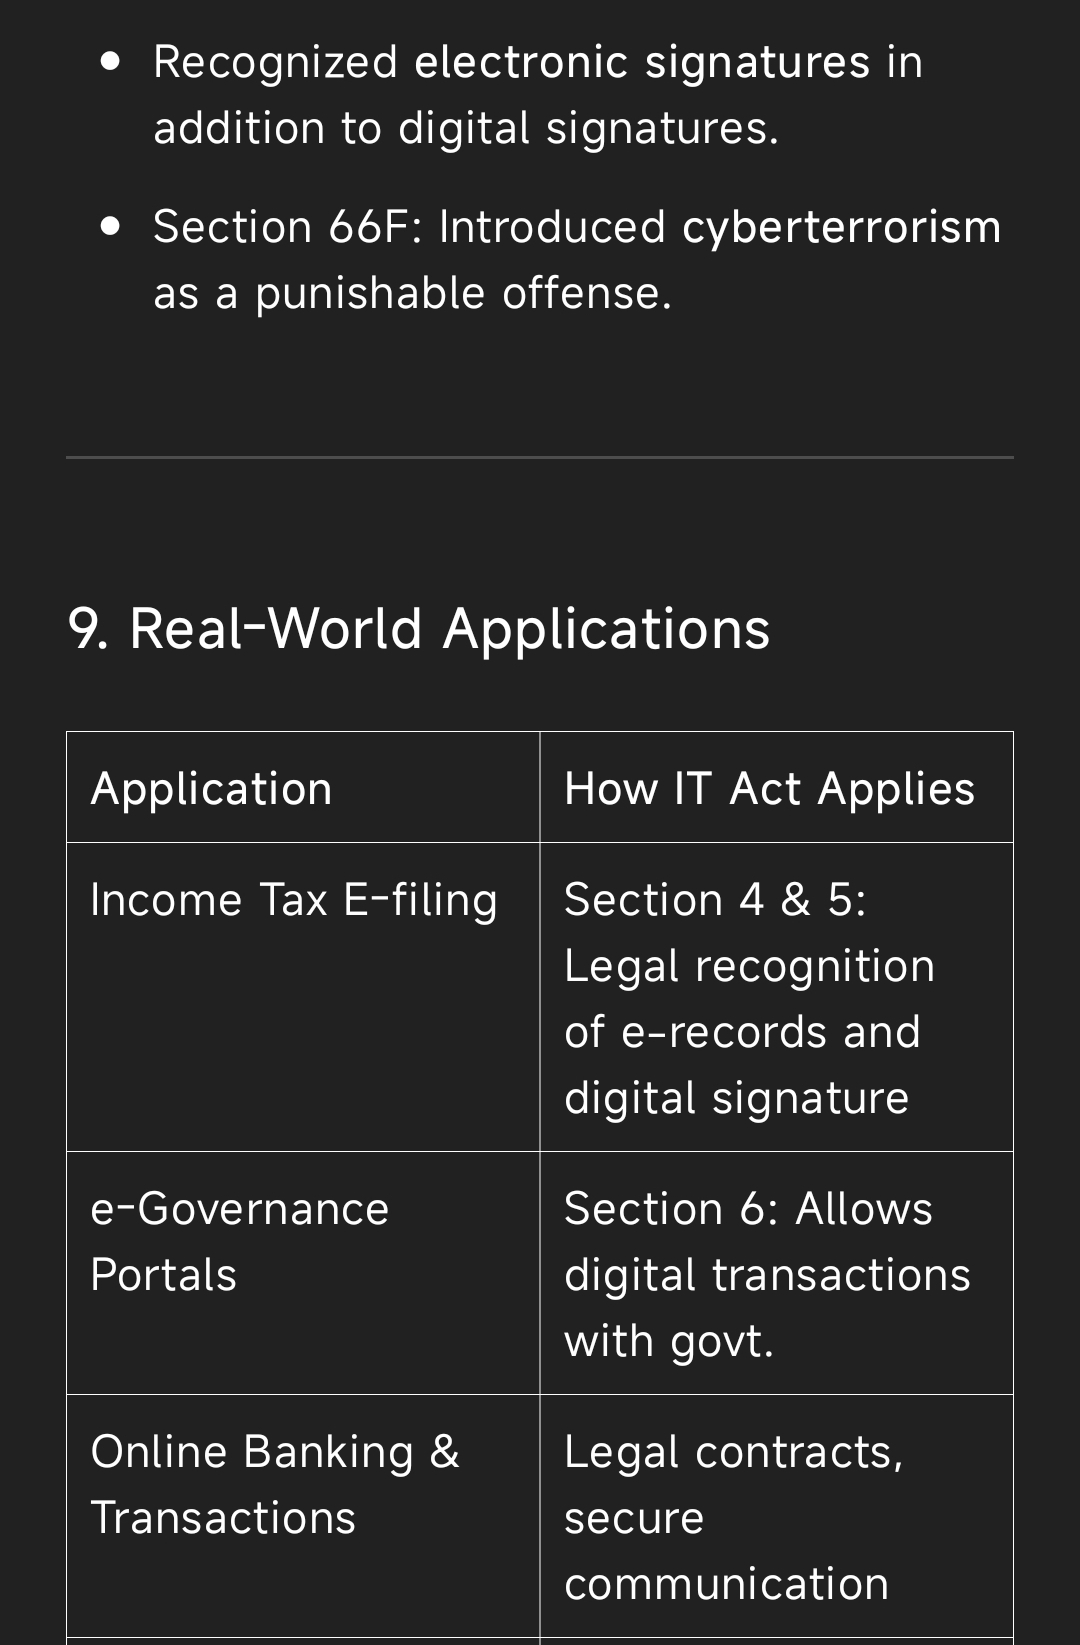 • Recognized electronic signatures in
addition to digital signatures.
• Section 66F: Introduced cyberterrorism
as a punishable offense.
9. Real-World Applications
Application
How IT Act Applies
Income Tax E-filing
Section 4 & 5:
Legal recognition
of e-records and
digital signature
e-Governance
Portals
Section 6: Allows
digital transactions
with govt.
Online Banking &
Transactions
Legal contracts,
secure
communication